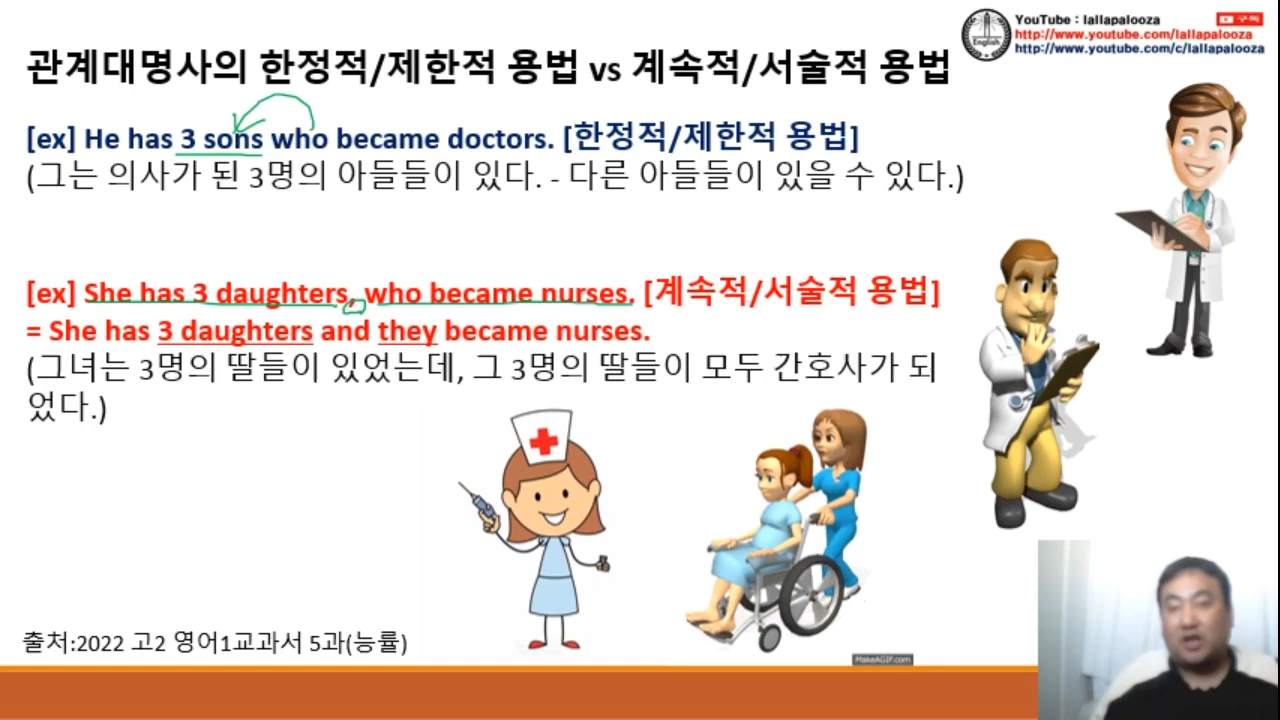 YouTube : lallapalooza
구독
http://www.youtube.com/lallapalooza
http://www.youtube.com/c/lallapalooza
English
관계대명사의 한정적/제한적 용법 vs 계속적/서술적 용법
[ex] He has 3 sons who became doctors. [한정적/제한적 용법]
(그는 의사가 된 3명의 아들들이 있다. - 다른 아들들이 있을 수 있다.)
[ex] She has 3 daughters, who became nurses. [계속적/서술적 용법]
= She has 3 daughters and they became nurses.
(그녀는 3명의 딸들이 있었는데, 그 3명의 딸들이 모두 간호사가 되
었다.)
출처:2022 고2 영어1교과서 5과(능률)
MakeAGIF.com